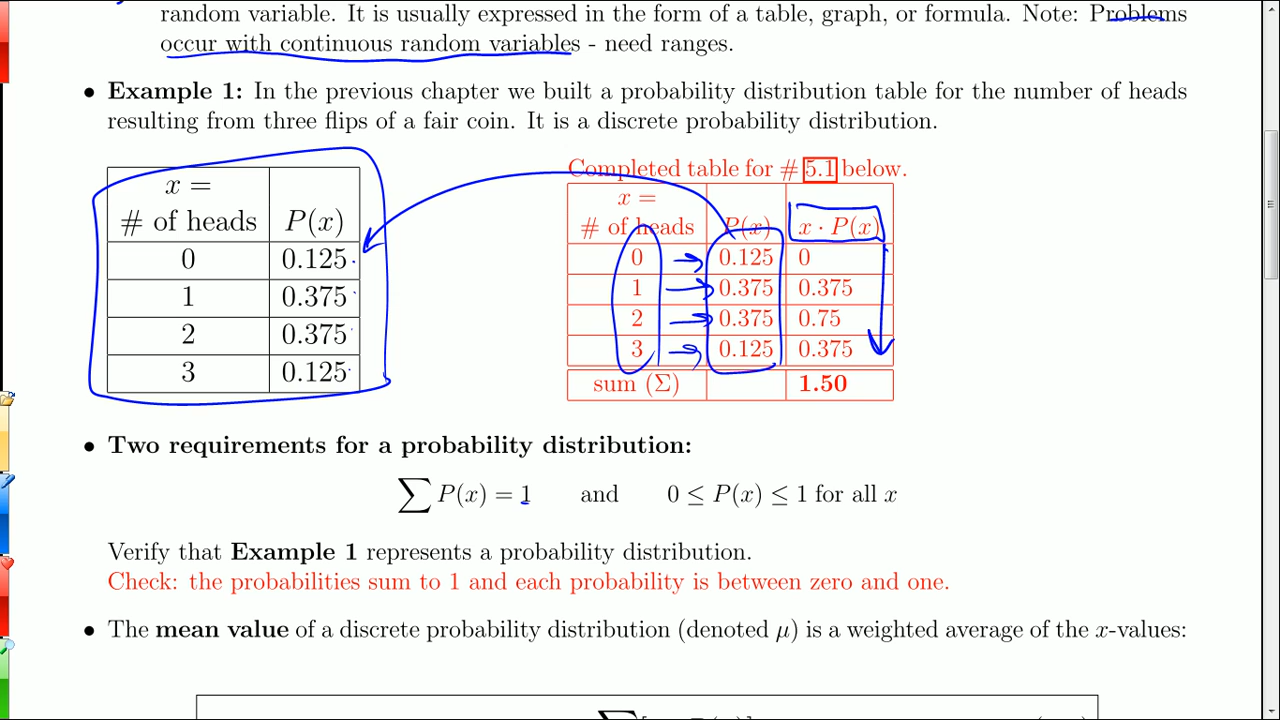 random variable. It is usually expressed in the form of a table, graph, or formula. Note: Problems
occur with continuous random variables - need ranges.
• Example 1: In the previous chapter we built a probability distribution table for the number of heads
resulting from three flips of a fair coin. It is a discrete probability distribution.
x =
# of heads P(x)
0 0.125
1 0.375
2 0.375
3 0.125
Completed table for # 5.1 below.
x =
# of heads P(x) x · P(x)
0 0.125 0
1 0.375 0.375
2 0.375 0.75
3 0.125 0.375
sum (Σ) 1.50
• Two requirements for a probability distribution:
∑ P(x) = 1 and 0 ≤ P(x) ≤ 1 for all x
Verify that Example 1 represents a probability distribution.
Check: the probabilities sum to 1 and each probability is between zero and one.
• The mean value of a discrete probability distribution (denoted μ) is a weighted average of the x-values: